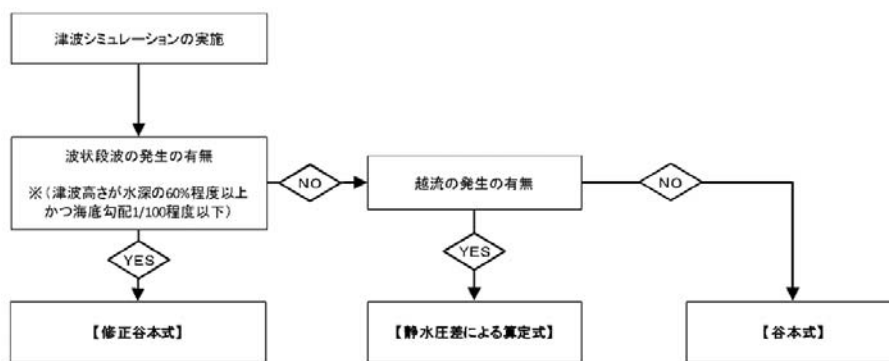 津波シミュレーションの実施
波状段波の発生の有無
※(津波高さが水深の60%程度以上
かつ海底勾配1/100程度以下)
NO
越流の発生の有無
NO
YES
YES
【修正谷本式】
【静水圧差による算定式】
【谷本式】